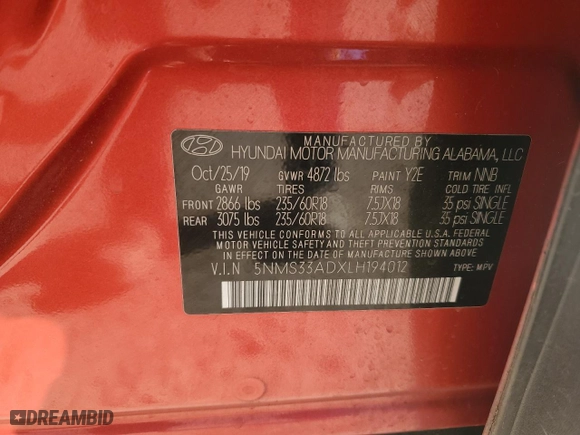 MANUFACTURED BY
HYUNDAI MOTOR MANUFACTURING ALABAMA, LLC
Oct/25/19 GVWR 4872 lbs PAINT Y2E TRIM NNB
GAWR TIRES RIMS COLD TIRE INFL
FRONT 2866 lbs 235/60R18 7.5JX18 35 psi SINGLE
REAR 3075 lbs 235/60R18 7.5JX18 35 psi SINGLE
THIS VEHICLE CONFORMS TO ALL APPLICABLE U.S.A. FEDERAL
MOTOR VEHICLE SAFETY AND THEFT PREVENTION
STANDARDS IN EFFECT ON THE DATE OF MANUFACTURE SHOWN ABOVE
V.I.N 5NMS33ADXLH194012 TYPE: MPV
DREAMBID